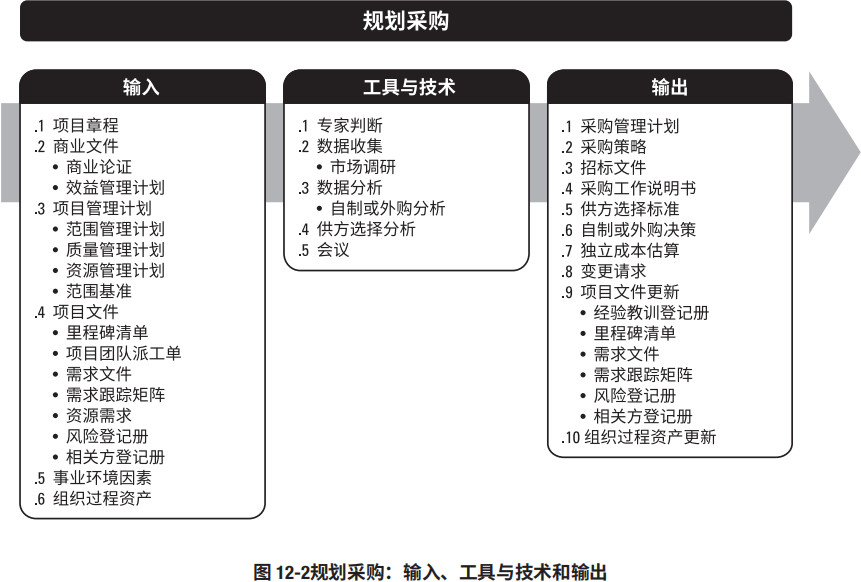 规划采购
输入
.1 项目章程
.2 商业文件
• 商业论证
• 效益管理计划
.3 项目管理计划
• 范围管理计划
• 质量管理计划
• 资源管理计划
• 范围基准
.4 项目文件
• 里程碑清单
• 项目团队派工单
• 需求文件
• 需求跟踪矩阵
• 资源需求
• 风险登记册
• 相关方登记册
.5 事业环境因素
.6 组织过程资产
工具与技术
.1 专家判断
.2 数据收集
• 市场调研
.3 数据分析
• 自制或外购分析
.4 供方选择分析
.5 会议
输出
.1 采购管理计划
.2 采购策略
.3 招标文件
.4 采购工作说明书
.5 供方选择标准
.6 自制或外购决策
.7 独立成本估算
.8 变更请求
.9 项目文件更新
• 经验教训登记册
• 里程碑清单
• 需求文件
• 需求跟踪矩阵
• 风险登记册
• 相关方登记册
.10 组织过程资产更新
图 12-2规划采购：输入、工具与技术和输出